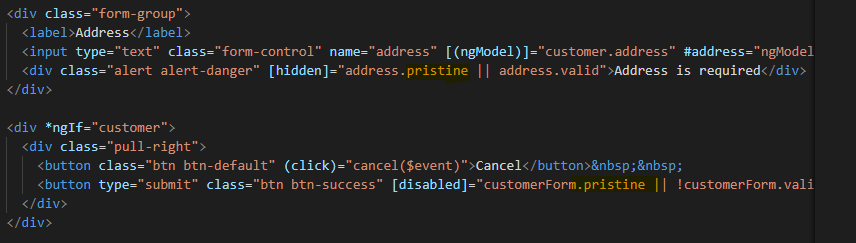 <div class="form-group">
<label>Address</label>
<input type="text" class="form-control" name="address" [(ngModel)]="customer.address" #address="ngModel
<div class="alert alert-danger" [hidden]="address.pristine || address.valid">Address is required</div>
</div>
<div *ngIf="customer">
<div class="pull-right">
<button class="btn btn-default" (click)="cancel($event)">Cancel</button>&nbsp;&nbsp;
<button type="submit" class="btn btn-success" [disabled]="customerForm.pristine || !customerForm.vali
</div>
</div>